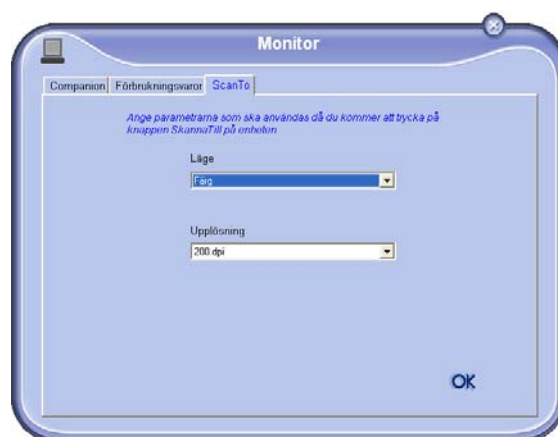 Monitor
Companion Förbrukningsvaror ScanTo
Ange parametrarna som ska användas då du kommer att trycka på
knappen SkannaTill på enheten
Läge
Färg
Upplösning
200 dpi
OK